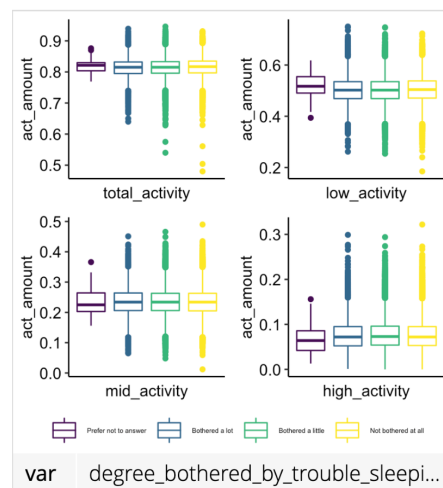 act_amount
0.9
0.8
0.7
0.6
0.5
total_activity
act_amount
0.6
0.4
0.2
low_activity
act_amount
0.5
0.4
0.3
0.2
0.1
0.0
mid_activity
act_amount
0.3
0.2
0.1
0.0
high_activity
Prefer not to answer Bothered a lot Bothered a little Not bothered at all
var degree_bothered_by_trouble_sleepi...